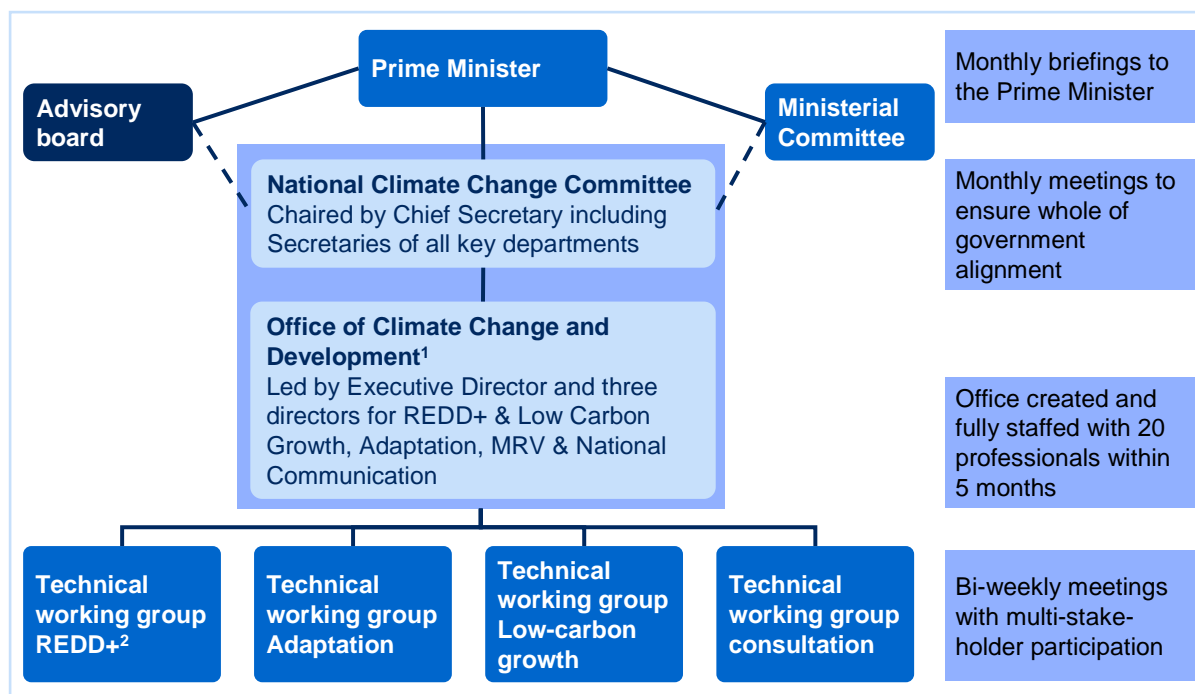 Prime Minister
Advisory
board
Ministerial
Committee
Monthly briefings to
the Prime Minister
National Climate Change Committee
Chaired by Chief Secretary including
Secretaries of all key departments
Monthly meetings to
ensure whole of
government
alignment
Office of Climate Change and
Development¹
Led by Executive Director and three
directors for REDD+ & Low Carbon
Growth, Adaptation, MRV & National
Communication
Office created and
fully staffed with 20
professionals within
5 months
Technical
working group
REDD+²
Technical
working group
Adaptation
Technical
working group
Low-carbon
growth
Technical
working group
consultation
Bi-weekly meetings
with multi-stake-
holder participation